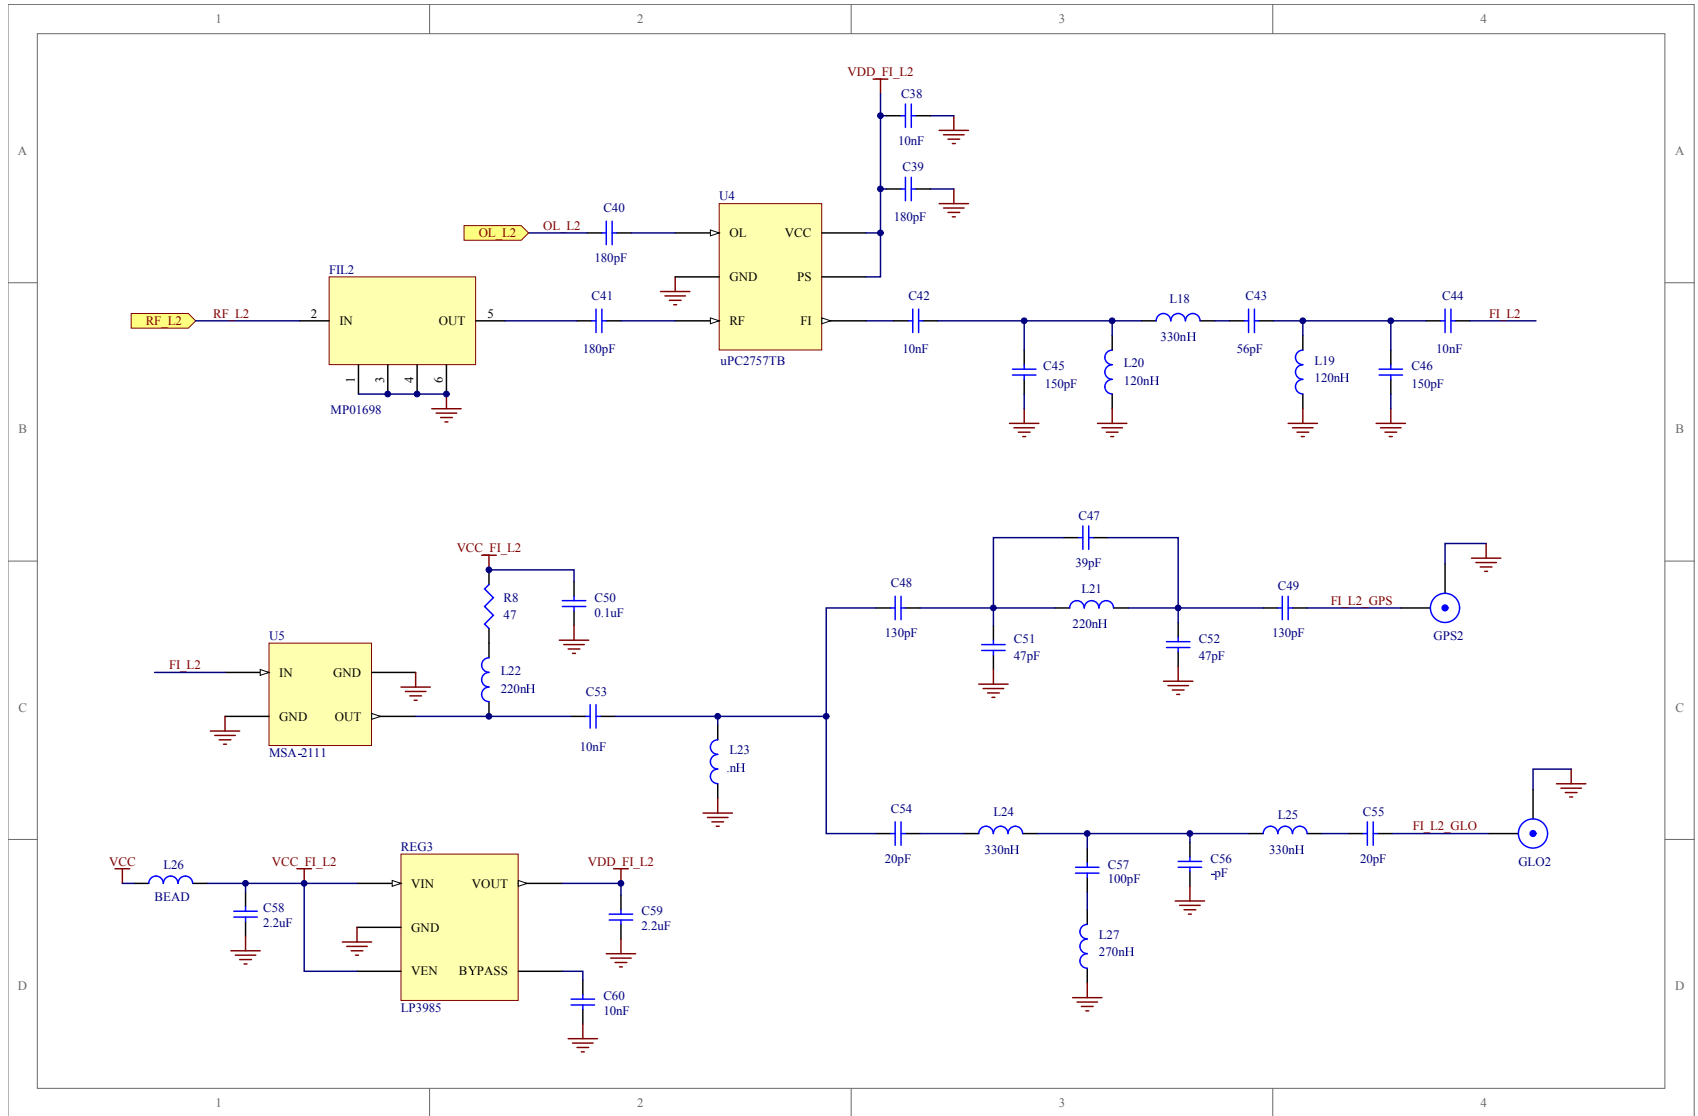 1 2 3 4
A A
VDD_FI_L2
C38
10nF
C39
180pF
U4
C40
OL_L2 OL_L2
180pF
OL VCC
GND PS
RF FI
uPC2757TB
FIL2
RF_L2 RF_L2 2 IN OUT 5
1 3 4 6
MP01698
C41
180pF
C42
10nF
L18
330nH
C43
56pF
C44
10nF
FI_L2
C45
150pF
L20
120nH
L19
120nH
C46
150pF
B B
C47
39pF
VCC_FI_L2
R8
47
C50
0.1uF
C48
130pF
L21
220nH
C49
130pF
FI_L2_GPS
GPS2
C51
47pF
C52
47pF
U5
FI_L2
IN GND
GND OUT
MSA-2111
L22
220nH
C53
10nF
L23
.nH
C C
C54
20pF
L24
330nH
L25
330nH
C55
20pF
FI_L2_GLO
GLO2
C57
100pF
C56
-pF
L27
270nH
VCC
L26
BEAD
VCC_FI_L2
REG3
VDD_FI_L2
VIN VOUT
GND
VEN BYPASS
LP3985
C58
2.2uF
C59
2.2uF
C60
10nF
D D
1 2 3 4